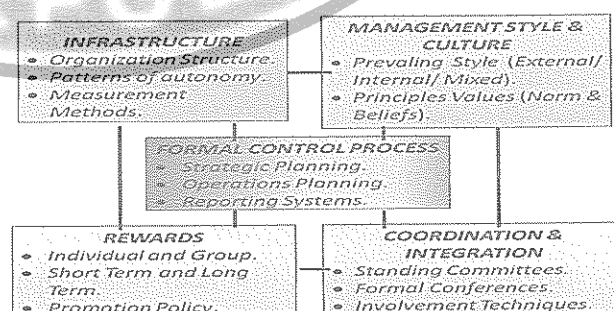 INFRASTRUCTURE
• Organization Structure.
• Patterns of autonomy.
• Measurement
Methods.
MANAGEMENT STYLE &
CULTURE
• Prevaling Style (External/
Internal/ Mixed).
• Principles Values (Norm &
Beliefs)
FORMAL CONTROL PROCESS
• Strategic Planning.
• Operations Planning.
• Reporting Systems.
REWARDS
• Individual and Group.
• Short Term and Long
Term.
• Promotion Policy.
COORDINATION &
INTEGRATION
• Standing Committees.
• Formal Conferences.
• Involvement Techniques.